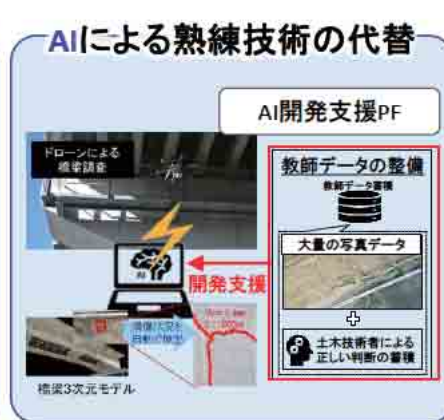 AIによる熟練技術の代替
AI開発支援PF
ドローンによる
橋梁調査
教師データの整備
教師データ蓄積
大量の写真データ
AI
開発支援
損傷状況を
自動で検出
土木技術者による
正しい判断の蓄積
橋梁3次元モデル